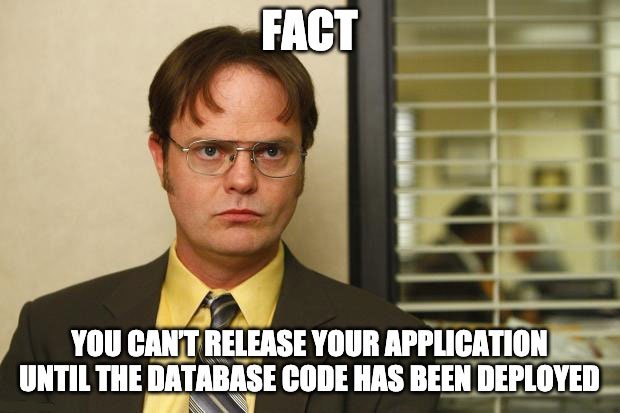 FACT
YOU CAN'T RELEASE YOUR APPLICATION
UNTIL THE DATABASE CODE HAS BEEN DEPLOYED